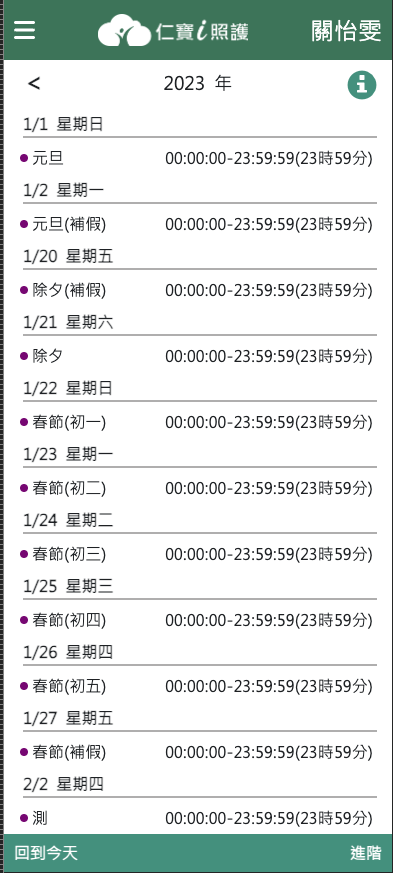 仁寶i照護
關怡雯
<
2023 年
1/1 星期日
元旦 00:00:00-23:59:59(23時59分)
1/2 星期一
元旦(補假) 00:00:00-23:59:59(23時59分)
1/20 星期五
除夕(補假) 00:00:00-23:59:59(23時59分)
1/21 星期六
除夕 00:00:00-23:59:59(23時59分)
1/22 星期日
春節(初一) 00:00:00-23:59:59(23時59分)
1/23 星期一
春節(初二) 00:00:00-23:59:59(23時59分)
1/24 星期二
春節(初三) 00:00:00-23:59:59(23時59分)
1/25 星期三
春節(初四) 00:00:00-23:59:59(23時59分)
1/26 星期四
春節(初五) 00:00:00-23:59:59(23時59分)
1/27 星期五
春節(補假) 00:00:00-23:59:59(23時59分)
2/2 星期四
測 00:00:00-23:59:59(23時59分)
回到今天 進階